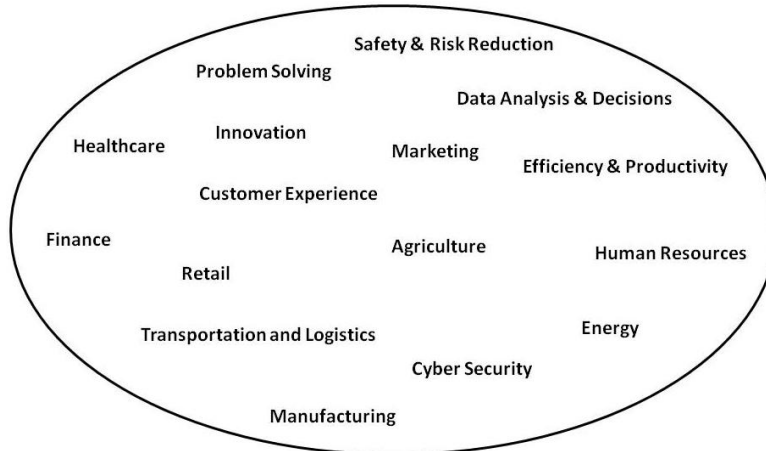 Safety & Risk Reduction
Problem Solving
Data Analysis & Decisions
Innovation
Healthcare
Marketing
Efficiency & Productivity
Customer Experience
Finance
Agriculture
Human Resources
Retail
Energy
Transportation and Logistics
Cyber Security
Manufacturing